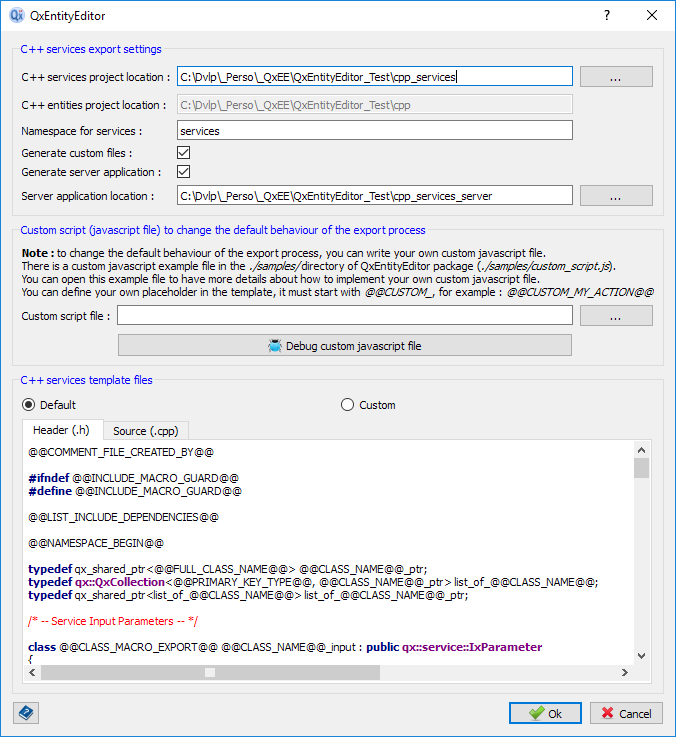 QxEntityEditor
C++ services export settings
C++ services project location : C:\Dvlp\_Perso\_QxEE\QxEntityEditor_Test\cpp_services ...
C++ entities project location : C:\Dvlp\_Perso\_QxEE\QxEntityEditor_Test\cpp
Namespace for services : services
Generate custom files :
Generate server application :
Server application location : C:\Dvlp\_Perso\_QxEE\QxEntityEditor_Test\cpp_services_server ...
Custom script (javascript file) to change the default behaviour of the export process
Note : to change the default behaviour of the export process, you can write your own custom javascript file.
There is a custom javascript example file in the ./samples/ directory of QxEntityEditor package (./samples/custom_script.js).
You can open this example file to have more details about how to implement your own custom javascript file.
You can define your own placeholder in the template, it must start with @@CUSTOM_, for example : @@CUSTOM_MY_ACTION@@
Custom script file : ...
Debug custom javascript file
C++ services template files
Default Custom
Header (.h) Source (.cpp)
@@COMMENT_FILE_CREATED_BY@@
#ifndef @@INCLUDE_MACRO_GUARD@@
#define @@INCLUDE_MACRO_GUARD@@
@@LIST_INCLUDE_DEPENDENCIES@@
@@NAMESPACE_BEGIN@@
typedef qx_shared_ptr<@@FULL_CLASS_NAME@@> @@CLASS_NAME@@_ptr;
typedef qx::QxCollection<@@PRIMARY_KEY_TYPE@@, @@CLASS_NAME@@_ptr> list_of_@@CLASS_NAME@@;
typedef qx_shared_ptr<list_of_@@CLASS_NAME@@> list_of_@@CLASS_NAME@@_ptr;
/* -- Service Input Parameters -- */
class @@CLASS_MACRO_EXPORT@@ @@CLASS_NAME@@_input : public qx::service::IxParameter
{
Ok Cancel